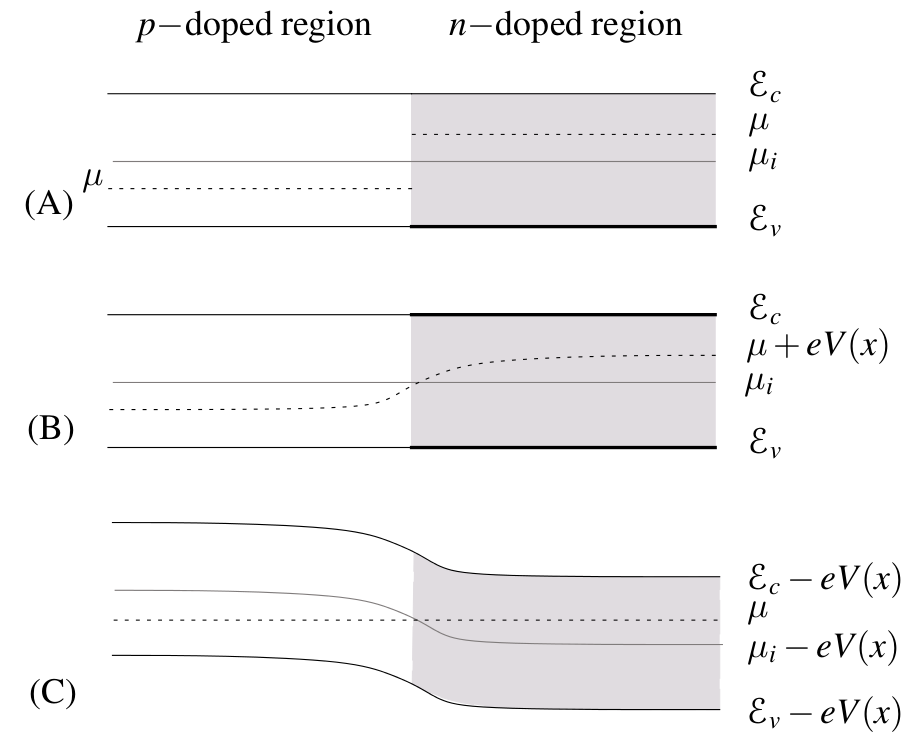 p−doped region n−doped region
ℰc
μ
μi
μ
(A)
ℰv
ℰc
μ + eV(x)
μi
(B)
ℰv
ℰc − eV(x)
μ
μi − eV(x)
(C)
ℰv − eV(x)